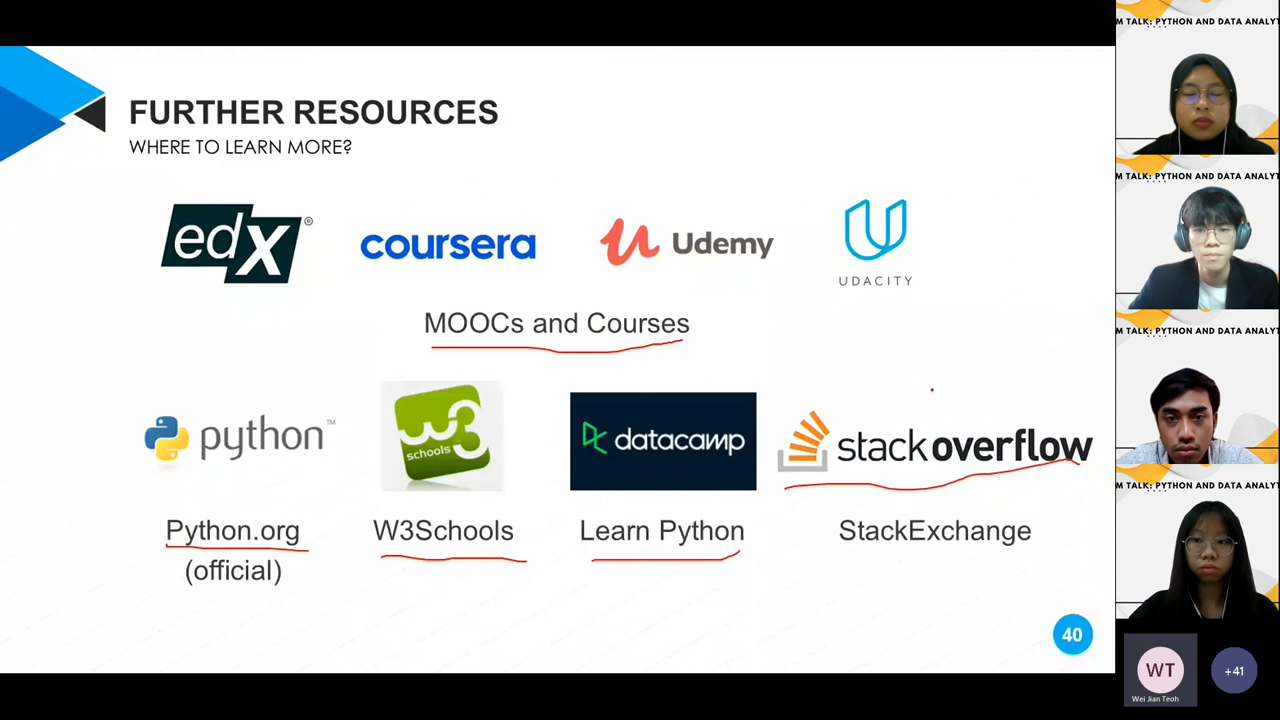 FURTHER RESOURCES
WHERE TO LEARN MORE?
edX®
coursera
Udemy
UDACITY
MOOCs and Courses
python™
w3 schools
datacamp
stackoverflow
Python.org
(official)
W3Schools
Learn Python
StackExchange
40
M TALK: PYTHON AND DATA ANALYT
M TALK: PYTHON AND DATA ANALYT
M TALK: PYTHON AND DATA ANALYT
M TALK: PYTHON AND DATA ANALYT
WT
Wei Jian Teoh
+41